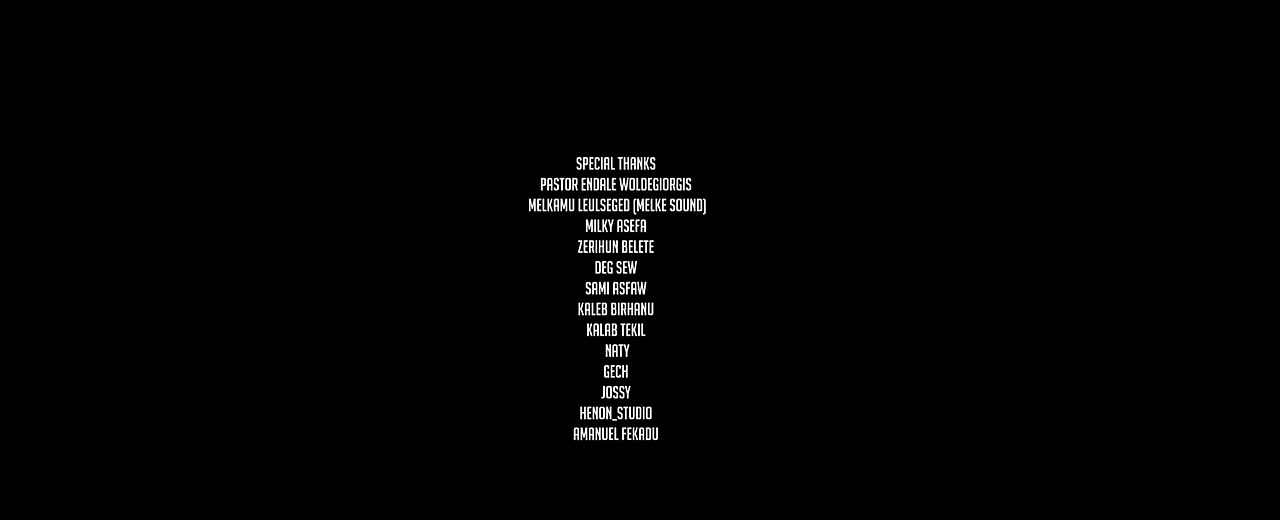 SPECIAL THANKS
PASTOR ENDALE WOLDEGIORGIS
MELKAMU LEULSEGED (MELKE SOUND)
MILKY ASEFA
ZERIHUN BELETE
DEG SEW
SAMI ASFAW
KALEB BIRHANU
KALAB TEKIL
NATY
GECH
JOSSY
HENON_STUDIO
AMANUEL FEKADU